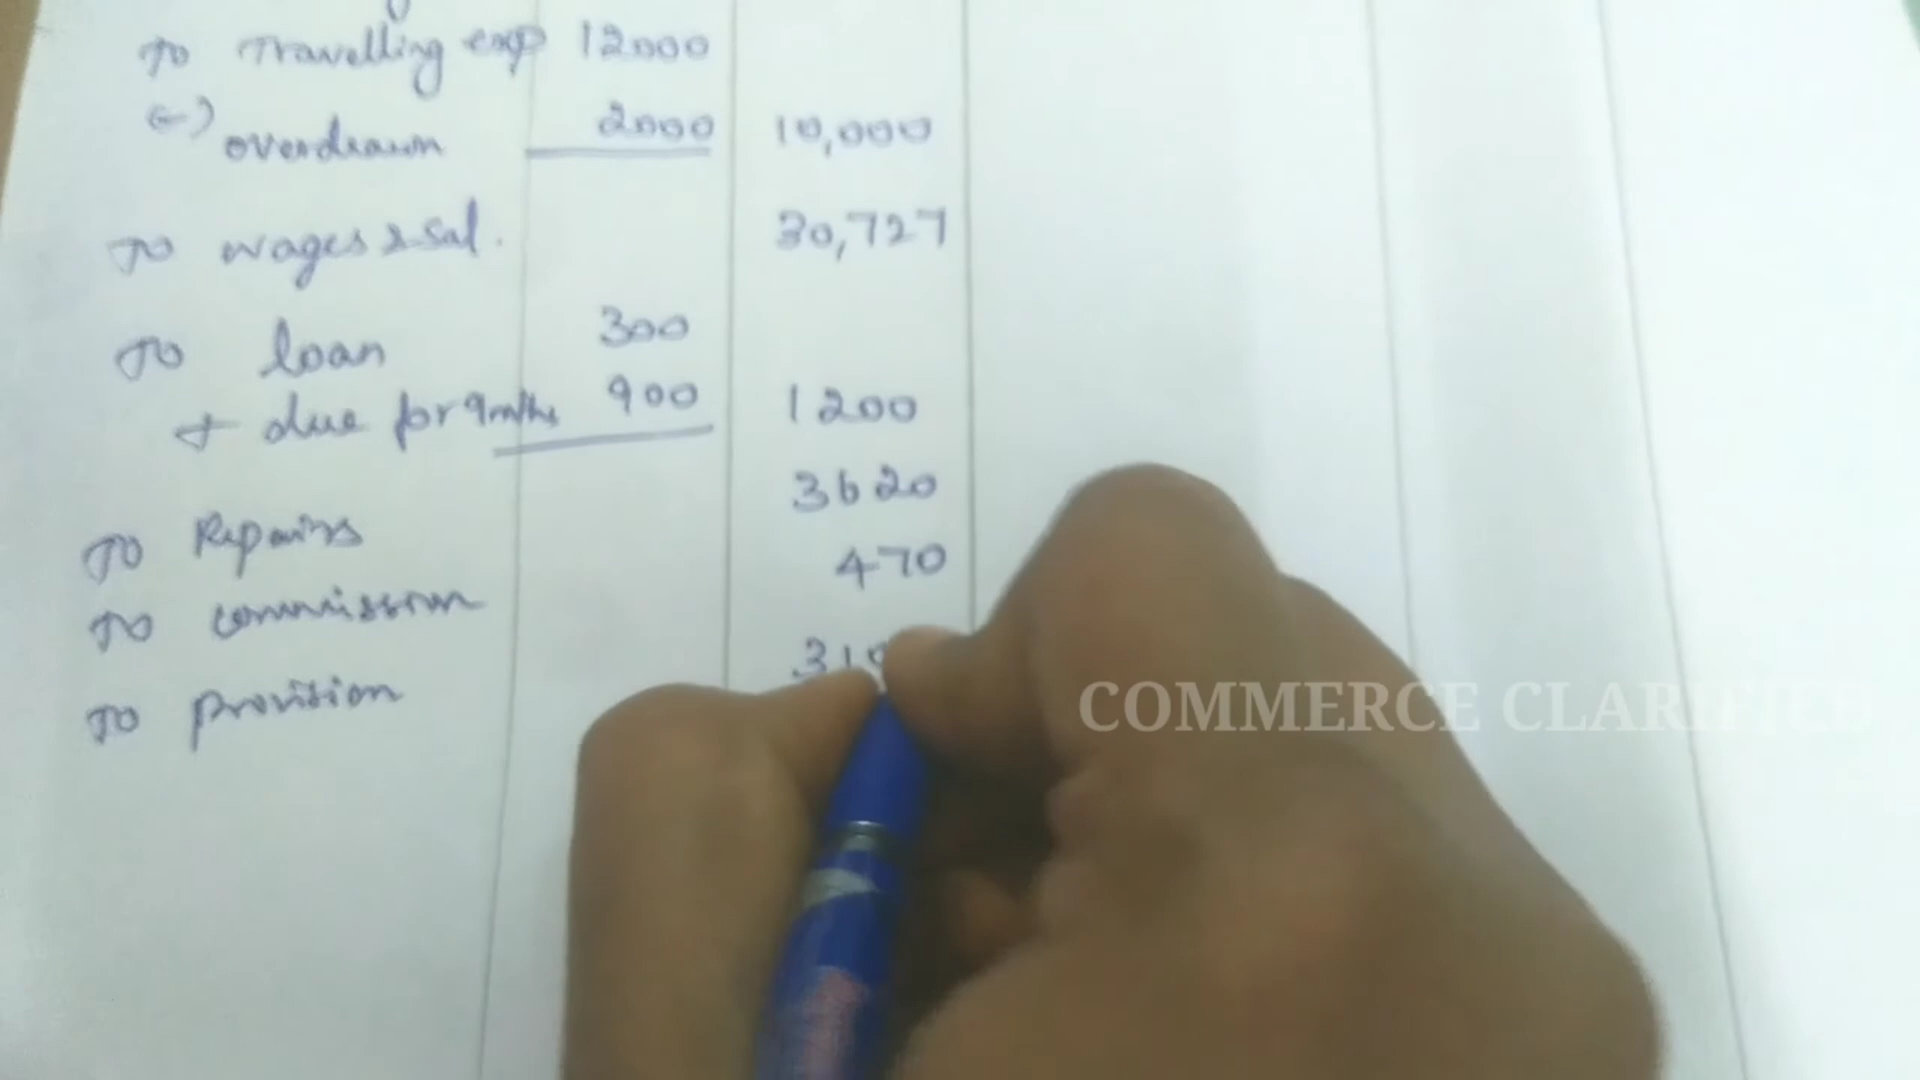 To Travelling exp 12000
(-) overdrawn 2000 10,000
To wages & sal. 30,727
To loan 300
+ due for 9mths 900 1200
To Repairs 3620
To commission 470
To provision
COMMERCE CLARIFIED